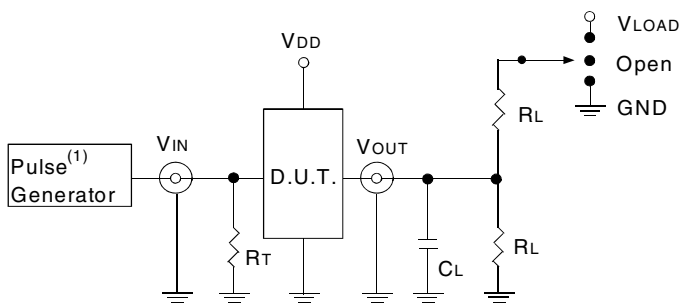 VLOAD
VDD
Open
RL
GND
VIN
VOUT
Pulse(1)
Generator
D.U.T.
RT
CL
RL